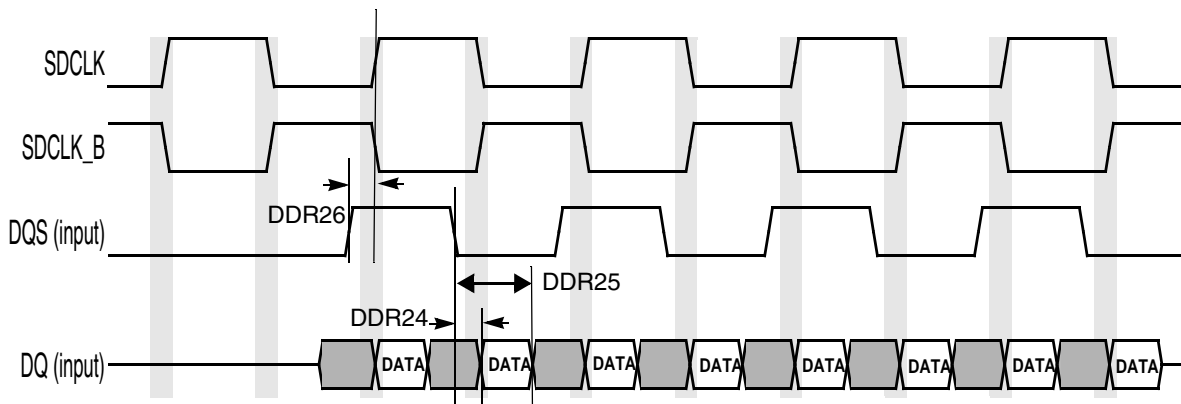 SDCLK
SDCLK_B
DDR26
DQS (input)
DDR25
DDR24
DQ (input)
DATA
DATA
DATA
DATA
DATA
DATA
DATA
DATA